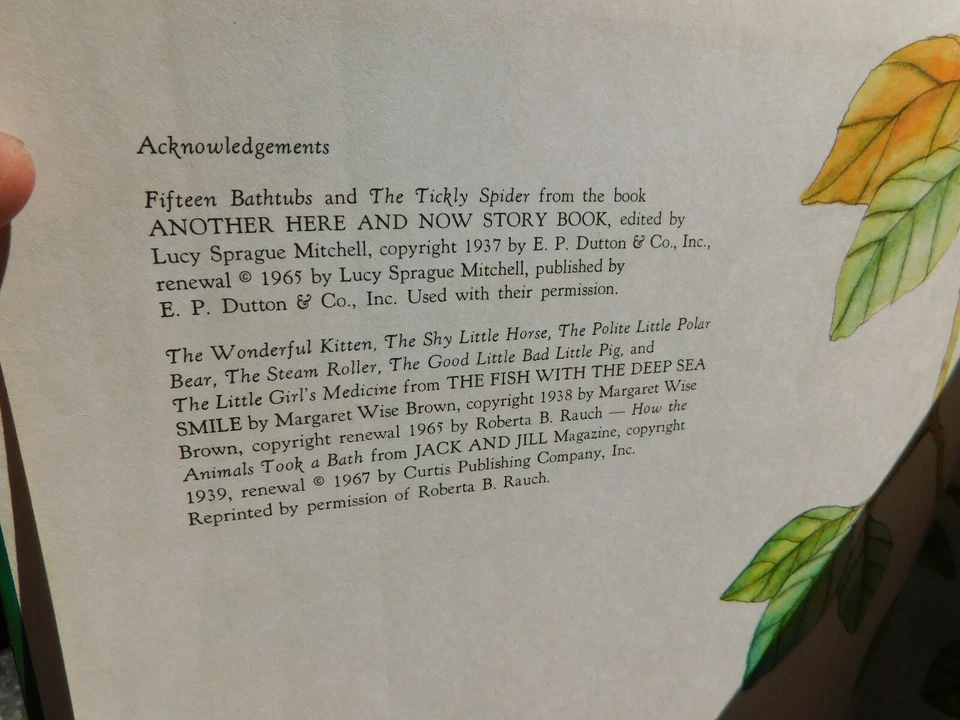 Acknowledgements
Fifteen Bathtubs and The Tickly Spider from the book
ANOTHER HERE AND NOW STORY BOOK, edited by
Lucy Sprague Mitchell, copyright 1937 by E. P. Dutton & Co., Inc.,
renewal © 1965 by Lucy Sprague Mitchell, published by
E. P. Dutton & Co., Inc. Used with their permission.
The Wonderful Kitten, The Shy Little Horse, The Polite Little Polar
Bear, The Steam Roller, The Good Little Bad Little Pig, and
The Little Girl's Medicine from THE FISH WITH THE DEEP SEA
SMILE by Margaret Wise Brown, copyright 1938 by Margaret Wise
Brown, copyright renewal 1965 by Roberta B. Rauch — How the
Animals Took a Bath from JACK AND JILL Magazine, copyright
1939, renewal © 1967 by Curtis Publishing Company, Inc.
Reprinted by permission of Roberta B. Rauch.